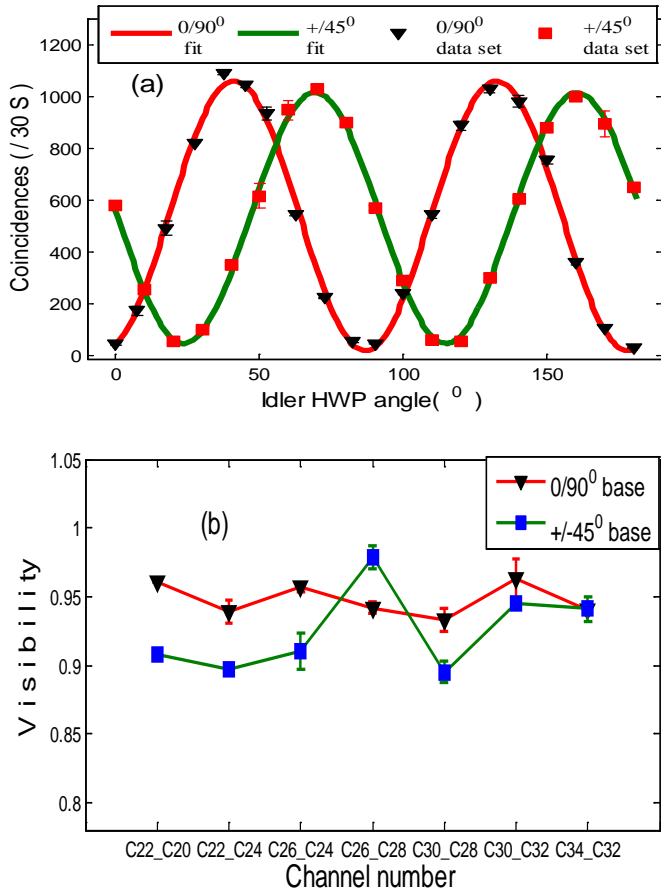 0/90⁰ fit
+/45⁰ fit
0/90⁰ data set
+/45⁰ data set
(a)
Coincidences ( / 30 S )
1200
1000
800
600
400
200
0
0 50 100 150
Idler HWP angle( ⁰ )
(b)
0/90⁰ base
+/-45⁰ base
Visibility
1.05
1
0.95
0.9
0.85
0.8
C22_C20 C22_C24 C26_C24 C26_C28 C30_C28 C30_C32 C34_C32
Channel number